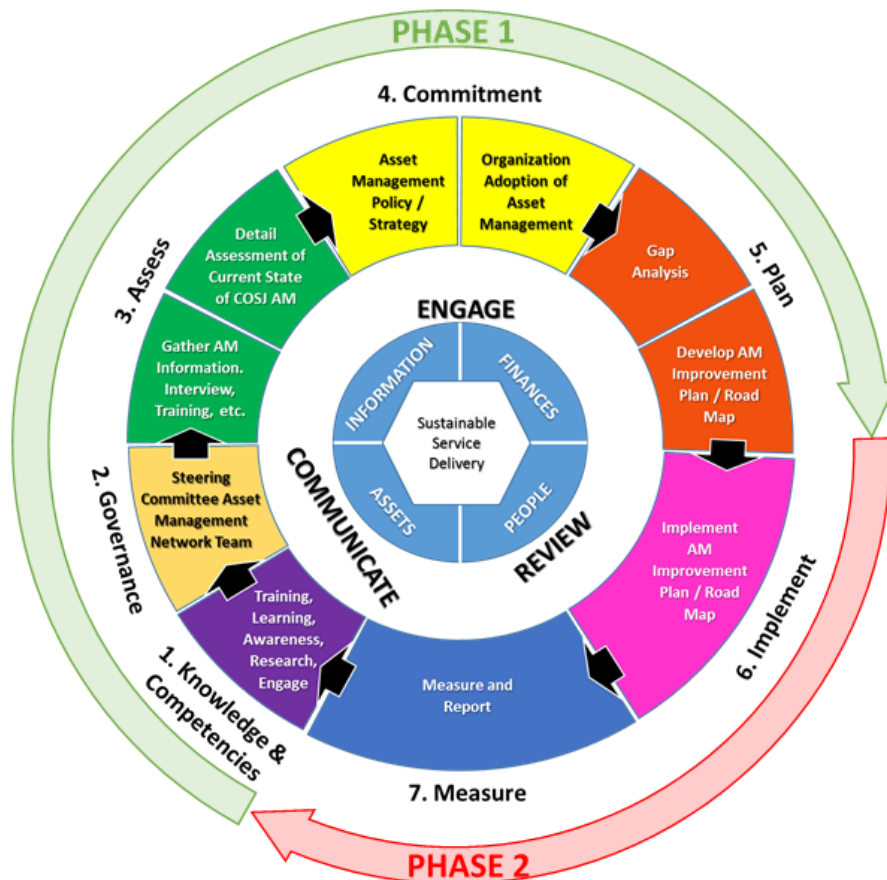 PHASE 1
4. Commitment
Asset
Management
Policy /
Strategy
Organization
Adoption of
Asset
Management
3. Assess
Detail
Assessment of
Current State
of COSJ AM
Gap
Analysis
5. Plan
Gather AM
Information.
Interview,
Training, etc.
Develop AM
Improvement
Plan / Road
Map
ENGAGE
INFORMATION
FINANCES
Sustainable
Service
Delivery
ASSETS
PEOPLE
COMMUNICATE
REVIEW
2. Governance
Steering
Committee Asset
Management
Network Team
Implement
AM
Improvement
Plan / Road
Map
6. Implement
1. Knowledge &
Competencies
Training,
Learning,
Awareness,
Research,
Engage
Measure and
Report
7. Measure
PHASE 2